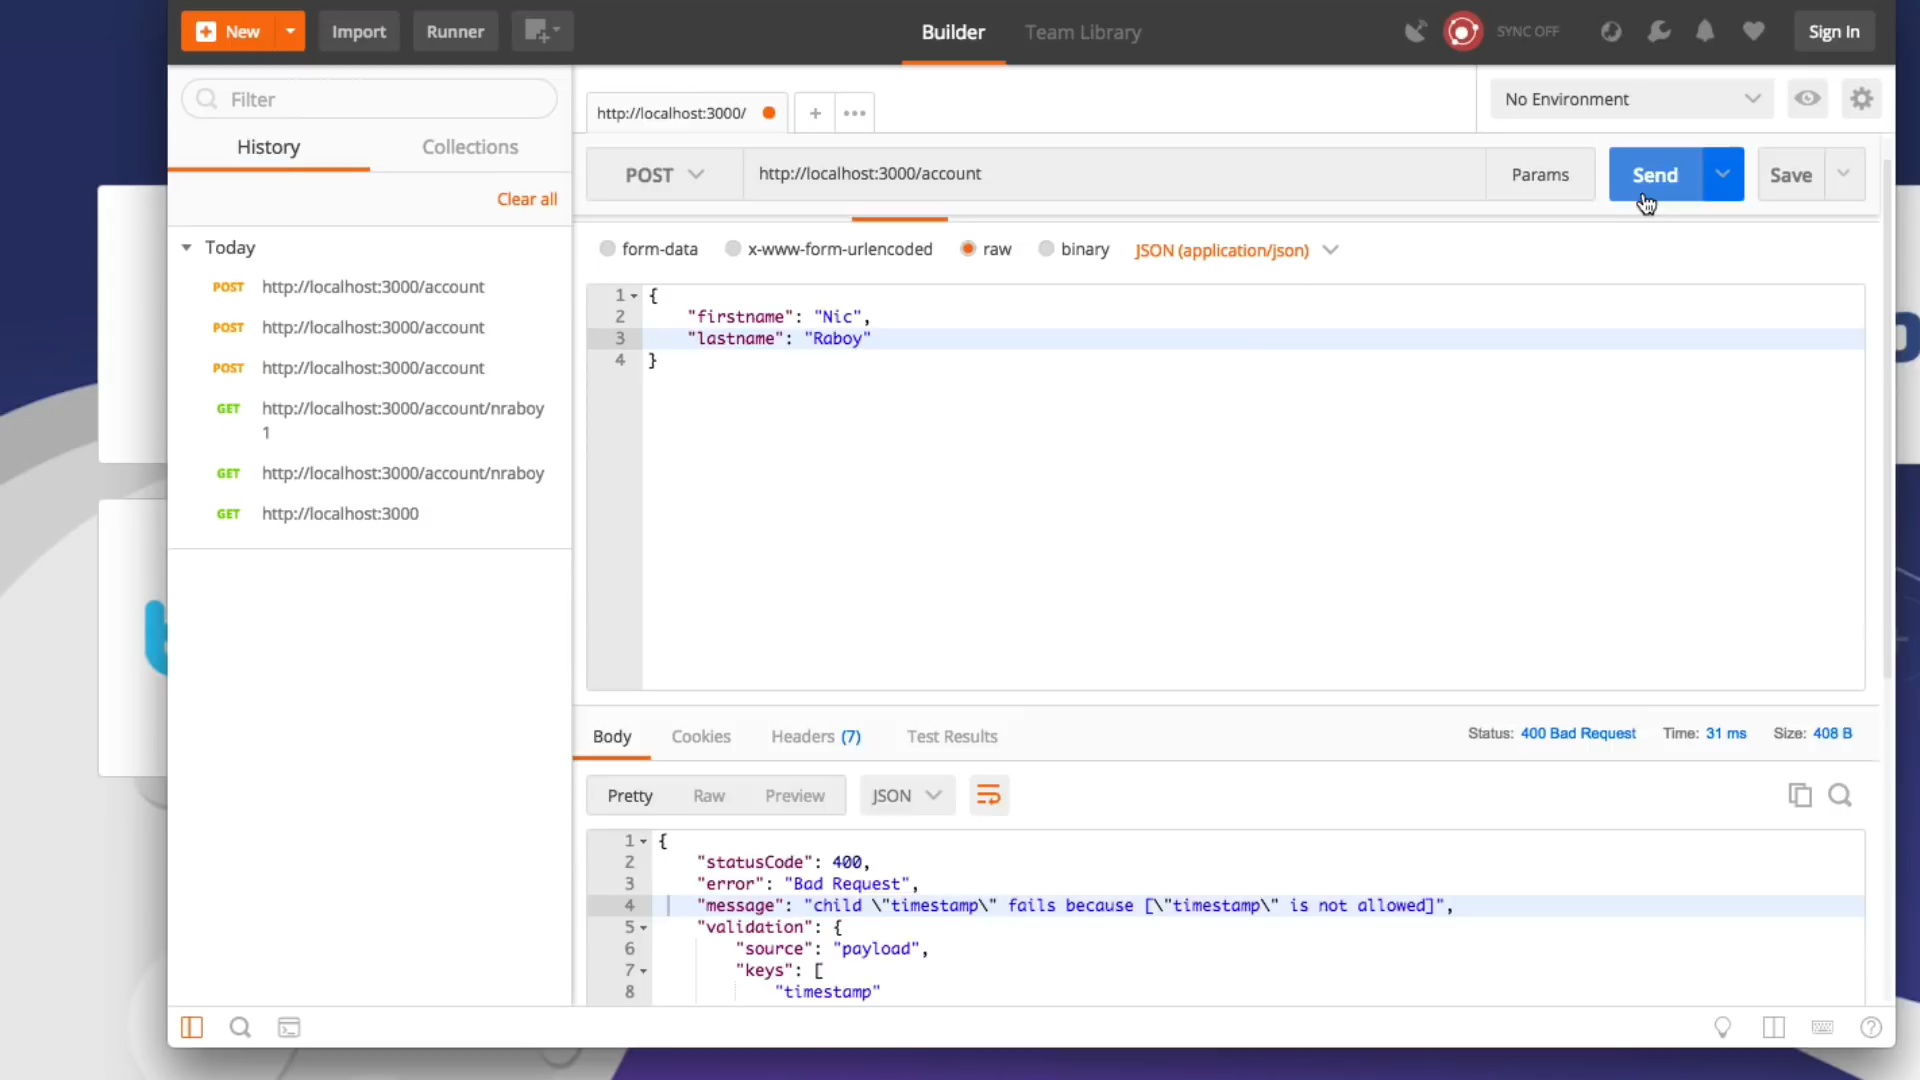 New
Import
Runner
Builder
Team Library
SYNC OFF
Sign In
Filter
History
Collections
Clear all
Today
POST http://localhost:3000/account
POST http://localhost:3000/account
POST http://localhost:3000/account
GET http://localhost:3000/account/nraboy
1
GET http://localhost:3000/account/nraboy
GET http://localhost:3000
http://localhost:3000/
No Environment
POST
http://localhost:3000/account
Params
Send
Save
form-data
x-www-form-urlencoded
raw
binary
JSON (application/json)
1 {
2 "firstname": "Nic",
3 "lastname": "Raboy"
4 }
Body
Cookies
Headers (7)
Test Results
Status: 400 Bad Request
Time: 31 ms
Size: 408 B
Pretty
Raw
Preview
JSON
1 {
2 "statusCode": 400,
3 "error": "Bad Request",
4 "message": "child \"timestamp\" fails because [\"timestamp\" is not allowed]",
5 "validation": {
6 "source": "payload",
7 "keys": [
8 "timestamp"